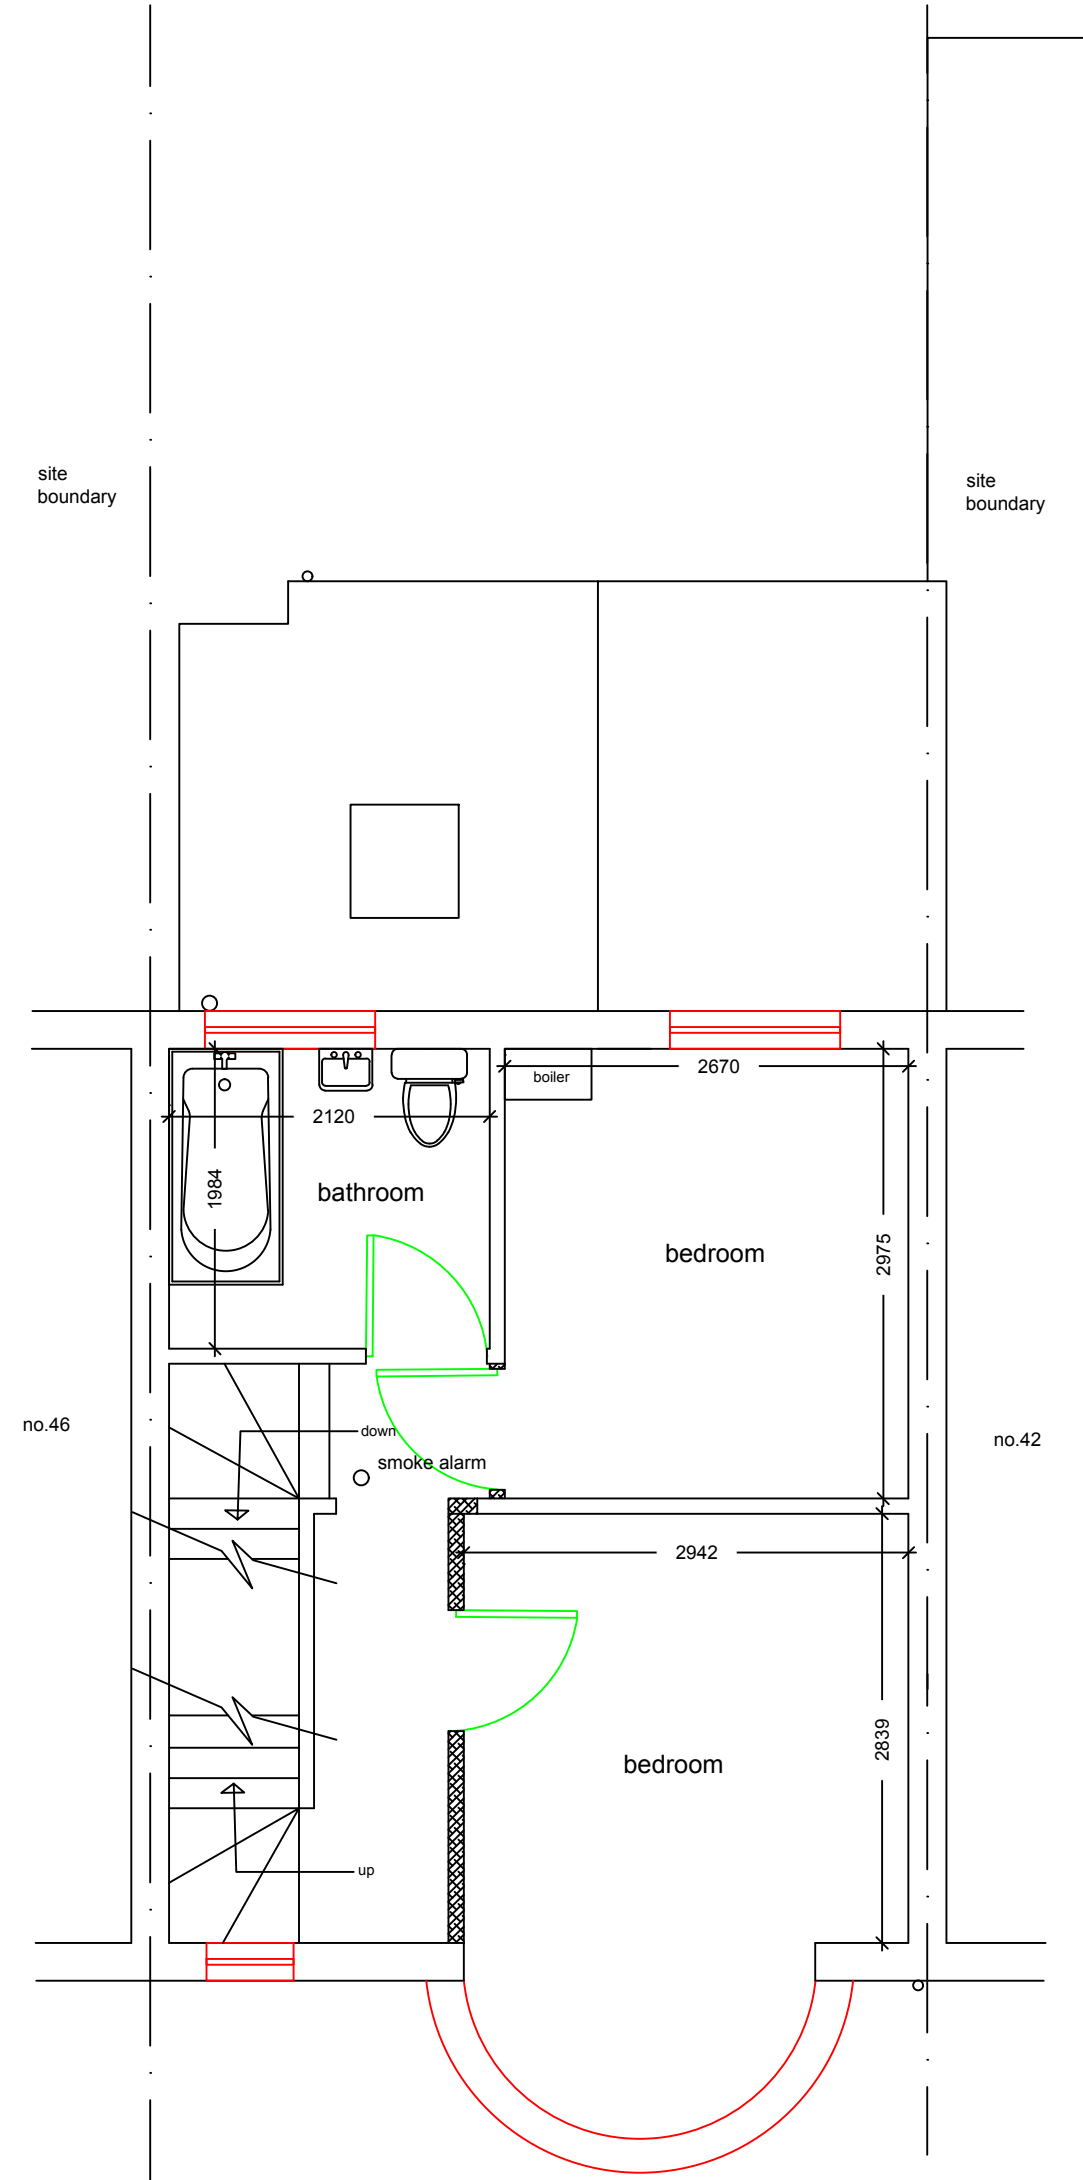 site
boundary
site
boundary
2670
boiler
2120
1984
bathroom
bedroom
2975
no.46
down
no.42
smoke alarm
2942
2839
bedroom
up